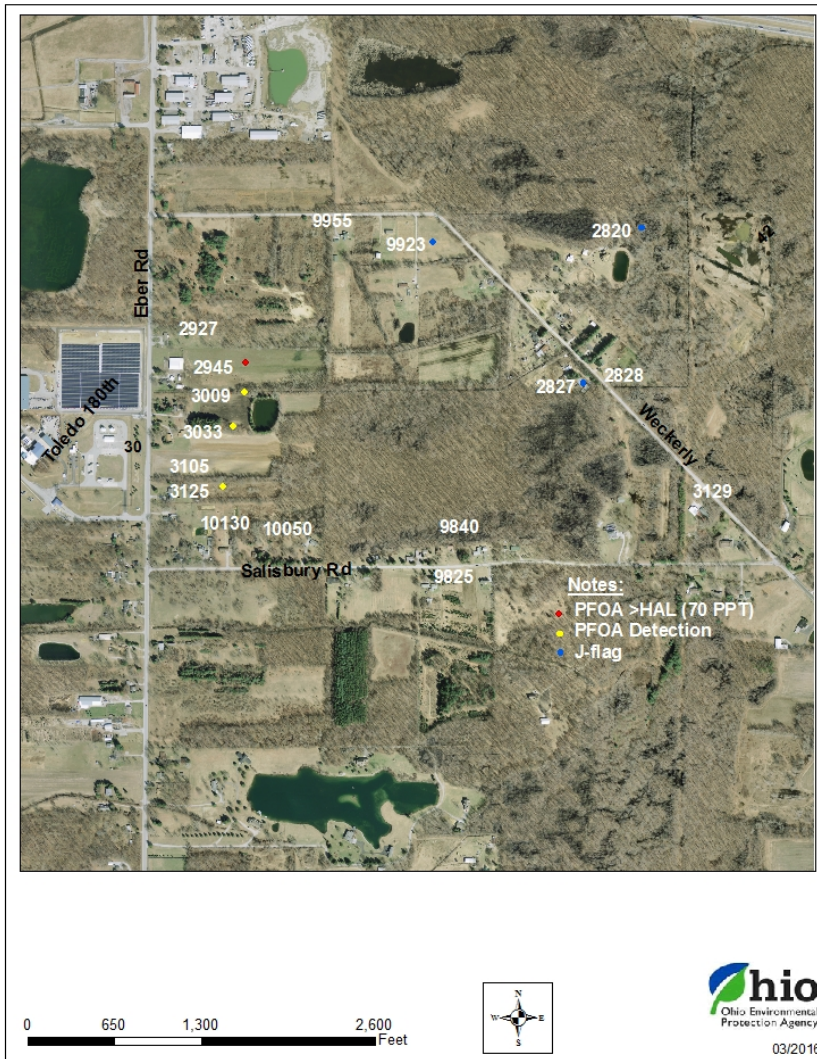 9955
9923
2820
42
Eber Rd
2927
2945
3009
3033
3105
3125
Toledo 180th
30
10130
10050
9840
9825
2827
2828
Weckerly
3129
Salisbury Rd
Notes:
PFOA >HAL (70 PPT)
PFOA Detection
J-flag
0 650 1,300 2,600
Feet
N
W E
S
Ohio
Ohio Environmental
Protection Agency
03/2016